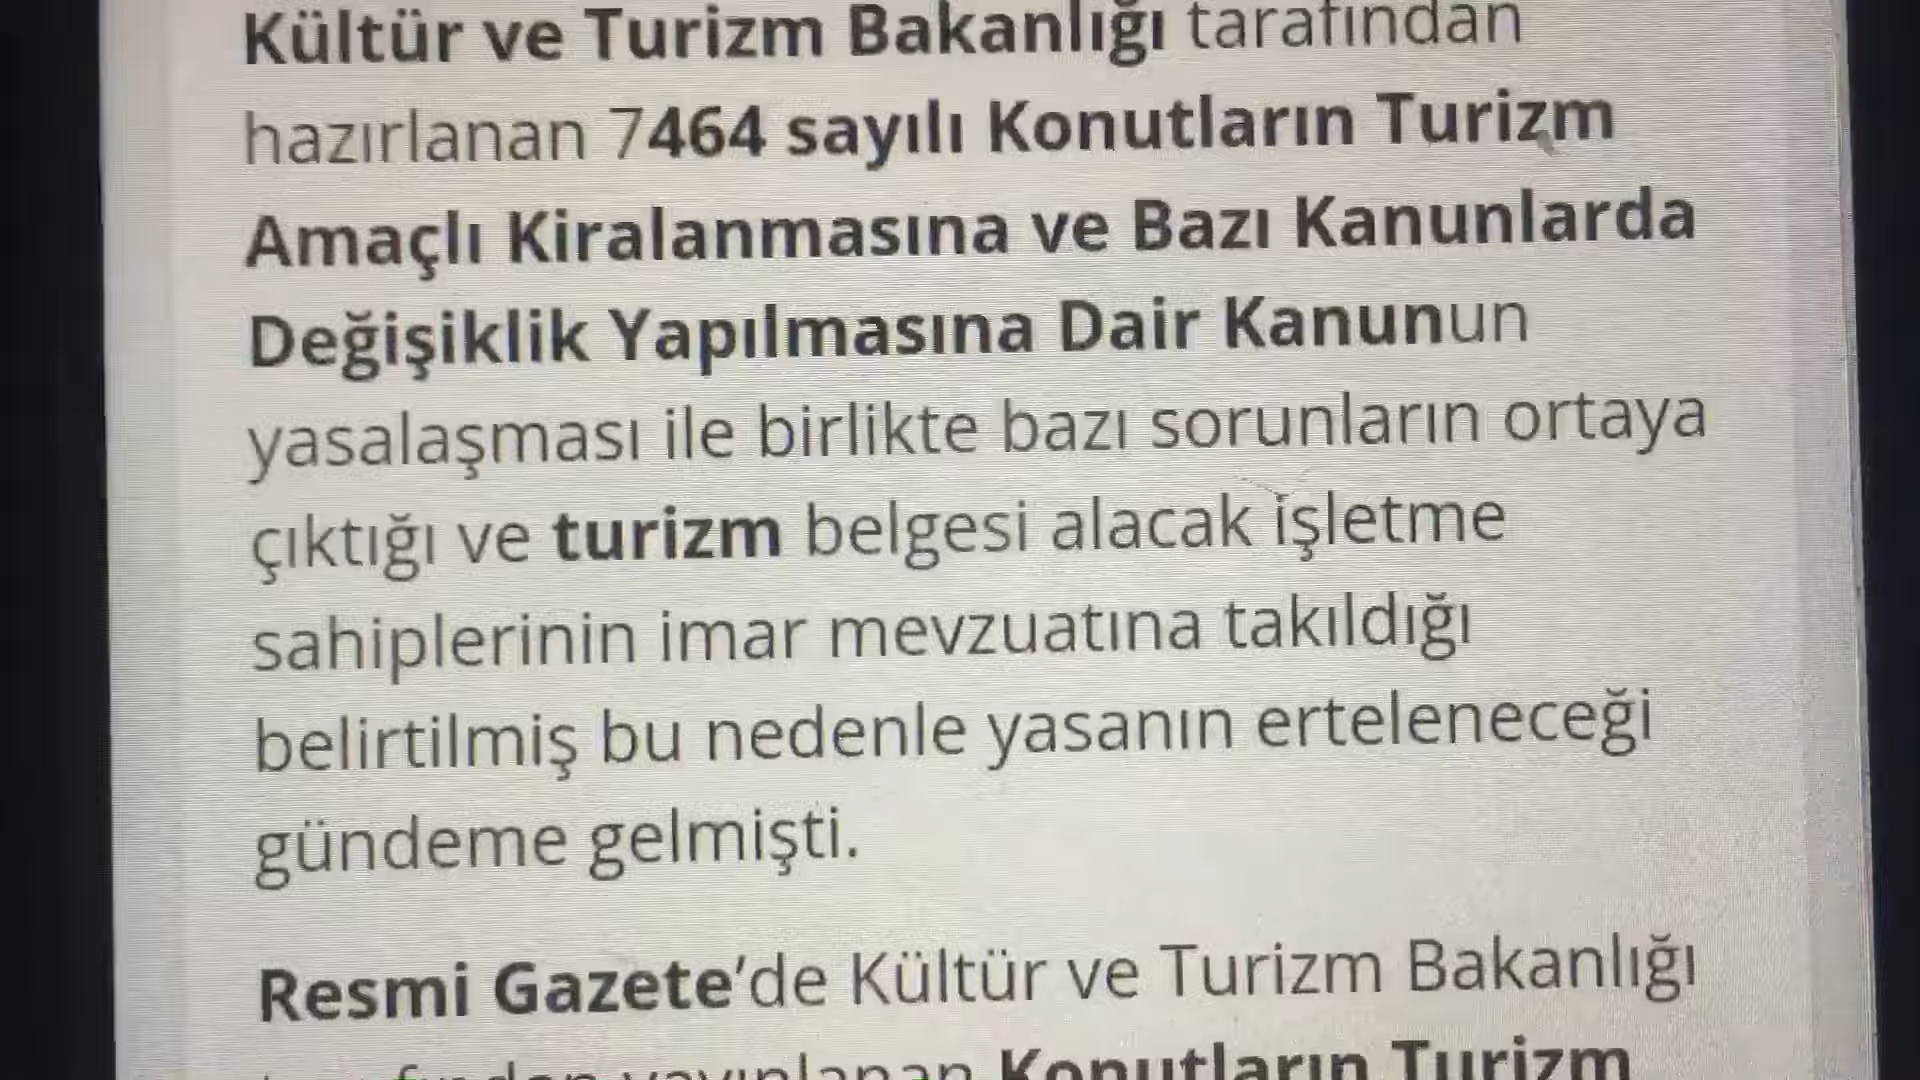 Kültür ve Turizm Bakanlığı tarafından
hazırlanan 7464 sayılı Konutların Turizm
Amaçlı Kiralanmasına ve Bazı Kanunlarda
Değişiklik Yapılmasına Dair Kanunun
yasalaşması ile birlikte bazı sorunların ortaya
çıktığı ve turizm belgesi alacak işletme
sahiplerinin imar mevzuatına takıldığı
belirtilmiş bu nedenle yasanın erteleneceği
gündeme gelmişti.
Resmi Gazete’de Kültür ve Turizm Bakanlığı
tarafından yayınlanan Konutların Turizm